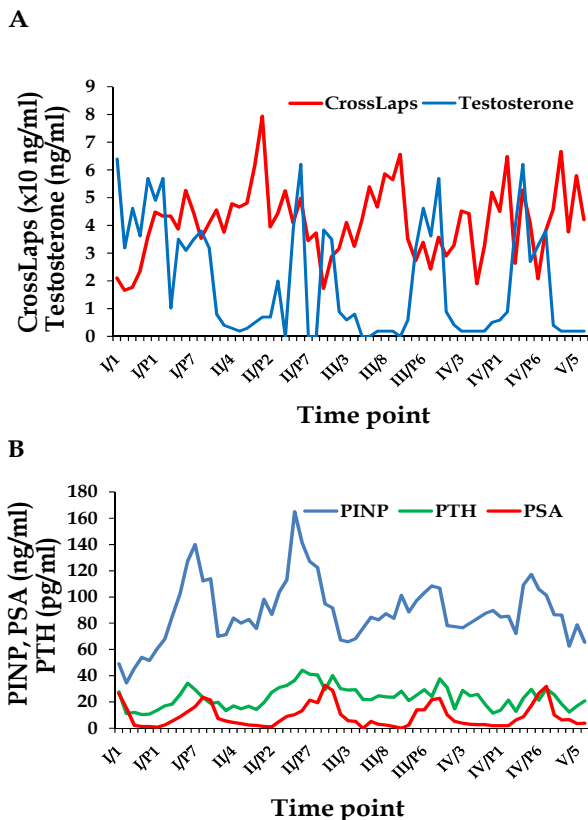 A
CrossLaps (x10 ng/ml)
Testosterone (ng/ml)
9
8
7
6
5
4
3
2
1
0
CrossLaps Testosterone
I/1 I/P1 I/P7 II/4 II/P2 II/P7 III/3 III/8 III/P6 IV/3 IV/P1 IV/P6 V/5
Time point
B
PINP, PSA (ng/ml)
PTH (pg/ml)
180
160
140
120
100
80
60
40
20
0
PINP PTH PSA
I/1 I/P1 I/P7 II/4 II/P2 II/P7 III/3 III/8 III/P6 IV/3 IV/P1 IV/P6 V/5
Time point